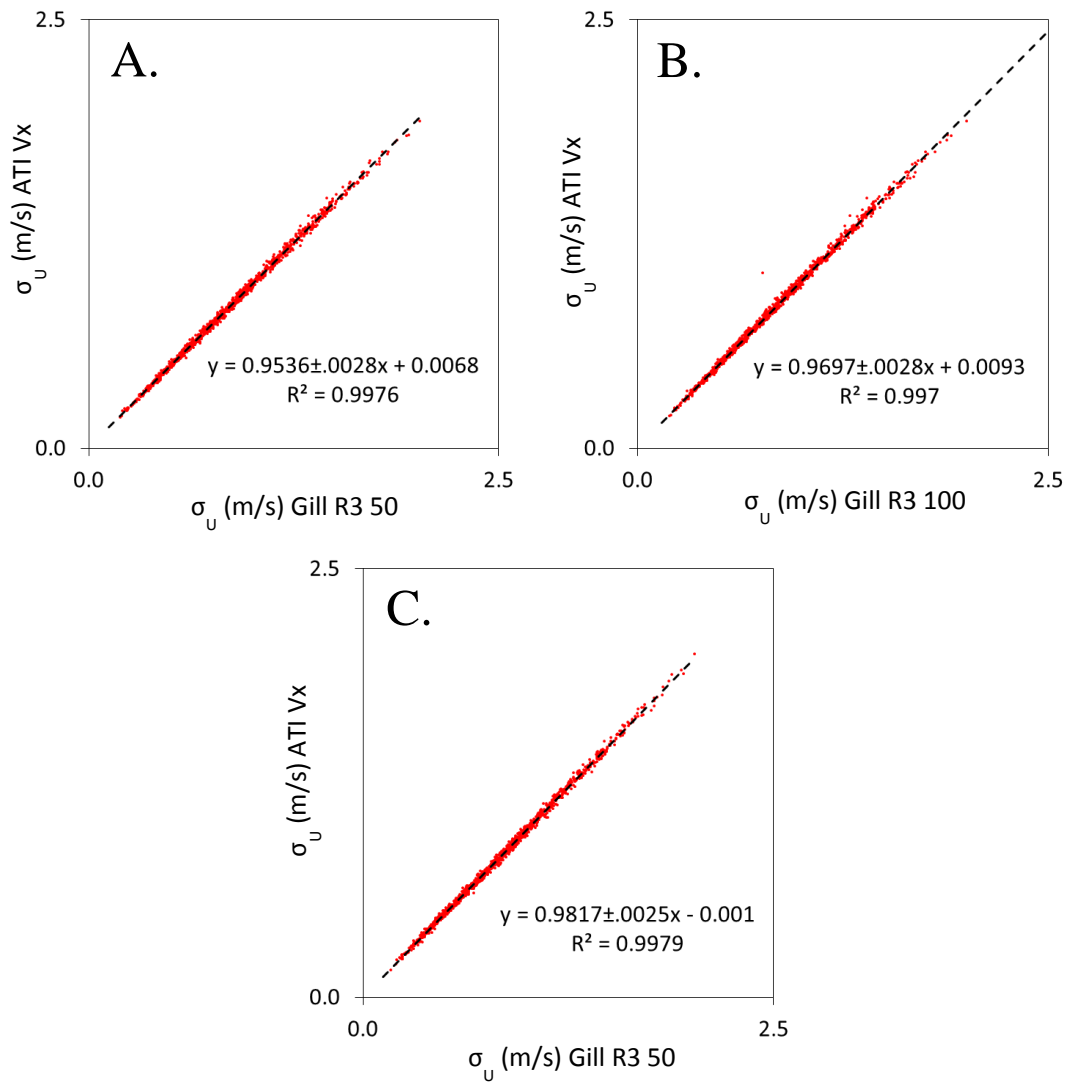 2.5
A.
σU (m/s) ATI Vx
y = 0.9536±.0028x + 0.0068
R² = 0.9976
0.0
0.0
2.5
σU (m/s) Gill R3 50
2.5
B.
σU (m/s) ATI Vx
y = 0.9697±.0028x + 0.0093
R² = 0.997
0.0
0.0
2.5
σU (m/s) Gill R3 100
2.5
C.
σU (m/s) ATI Vx
y = 0.9817±.0025x - 0.001
R² = 0.9979
0.0
0.0
2.5
σU (m/s) Gill R3 50